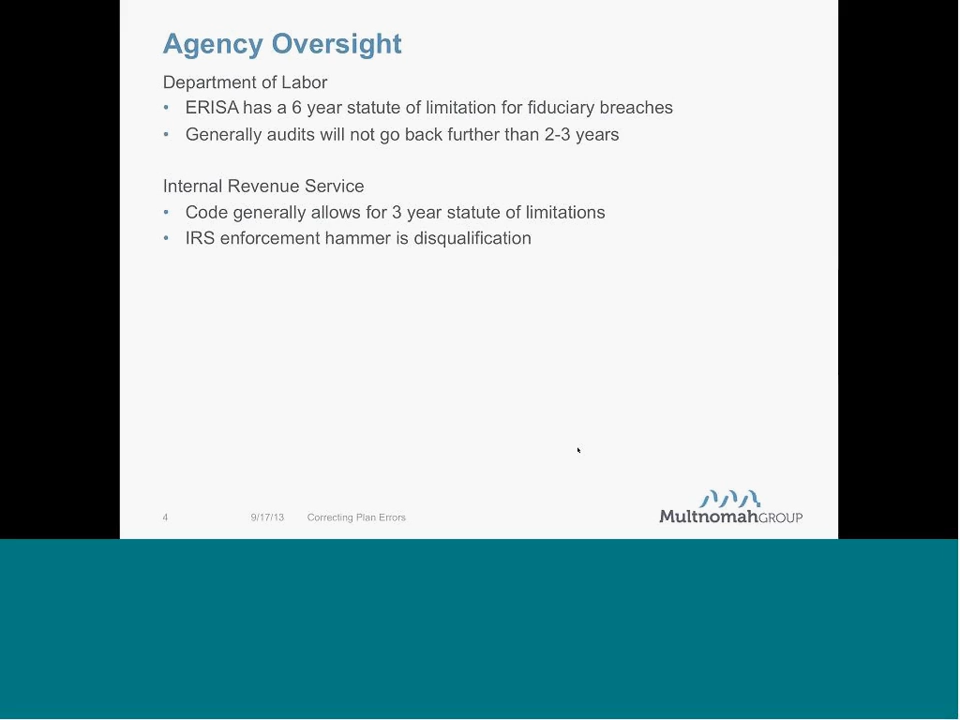 Agency Oversight
Department of Labor
• ERISA has a 6 year statute of limitation for fiduciary breaches
• Generally audits will not go back further than 2-3 years
Internal Revenue Service
• Code generally allows for 3 year statute of limitations
• IRS enforcement hammer is disqualification
4 9/17/13 Correcting Plan Errors
MultnomahGROUP